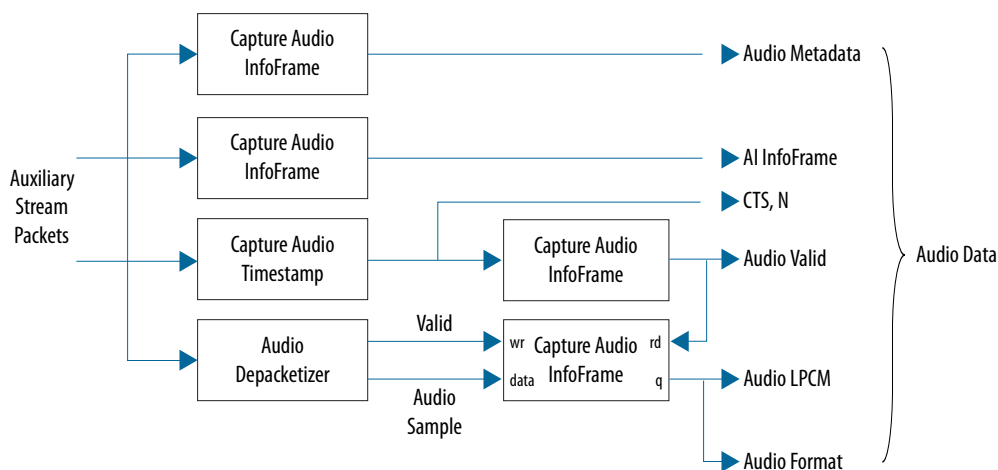 Auxiliary
Stream
Packets
Capture Audio
InfoFrame
Audio Metadata
Capture Audio
InfoFrame
AI InfoFrame
CTS, N
Capture Audio
Timestamp
Capture Audio
InfoFrame
Audio Valid
Audio
Depacketizer
Valid
Audio
Sample
wr
data
Capture Audio
InfoFrame
rd
q
Audio LPCM
Audio Format
Audio Data